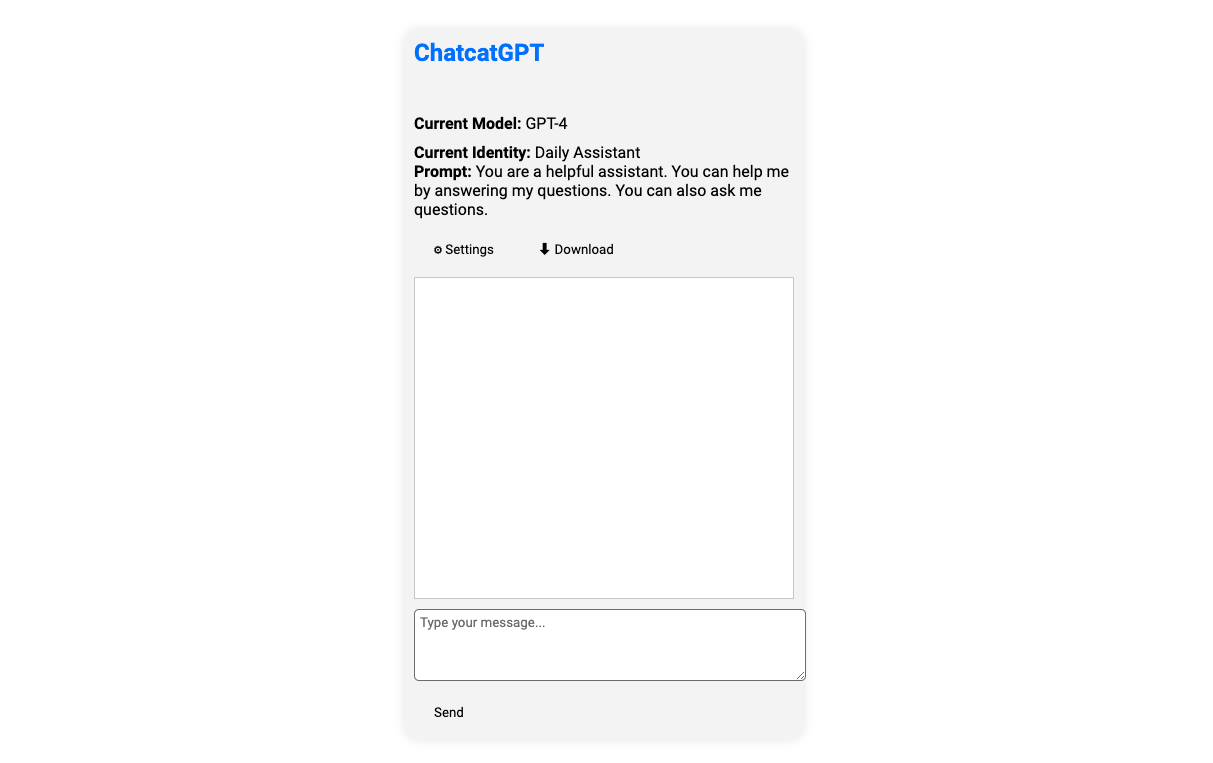 ChatcatGPT
Current Model: GPT-4
Current Identity: Daily Assistant
Prompt: You are a helpful assistant. You can help me
by answering my questions. You can also ask me
questions.
⚙ Settings
⬇ Download
Type your message...
Send